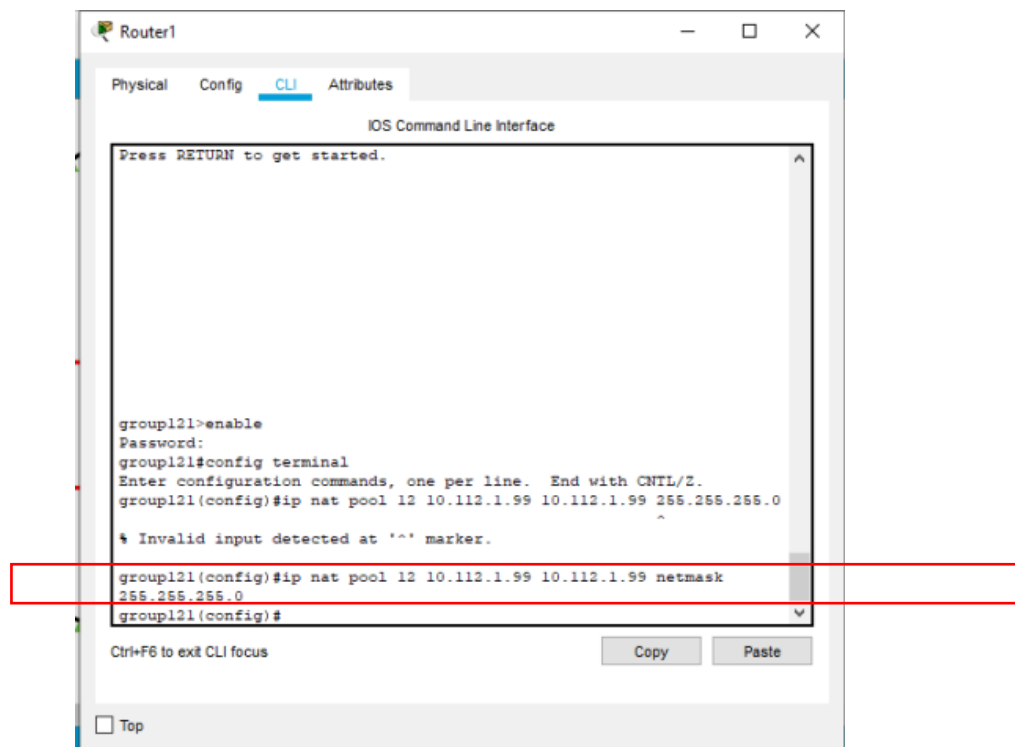 Router1
Physical Config CLI Attributes
IOS Command Line Interface
Press RETURN to get started.
group121>enable
Password:
group121#config terminal
Enter configuration commands, one per line.  End with CNTL/Z.
group121(config)#ip nat pool 12 10.112.1.99 10.112.1.99 255.255.255.0
^
% Invalid input detected at '^' marker.
group121(config)#ip nat pool 12 10.112.1.99 10.112.1.99 netmask
255.255.255.0
group121(config)#
Ctrl+F6 to exit CLI focus
Copy Paste
Top